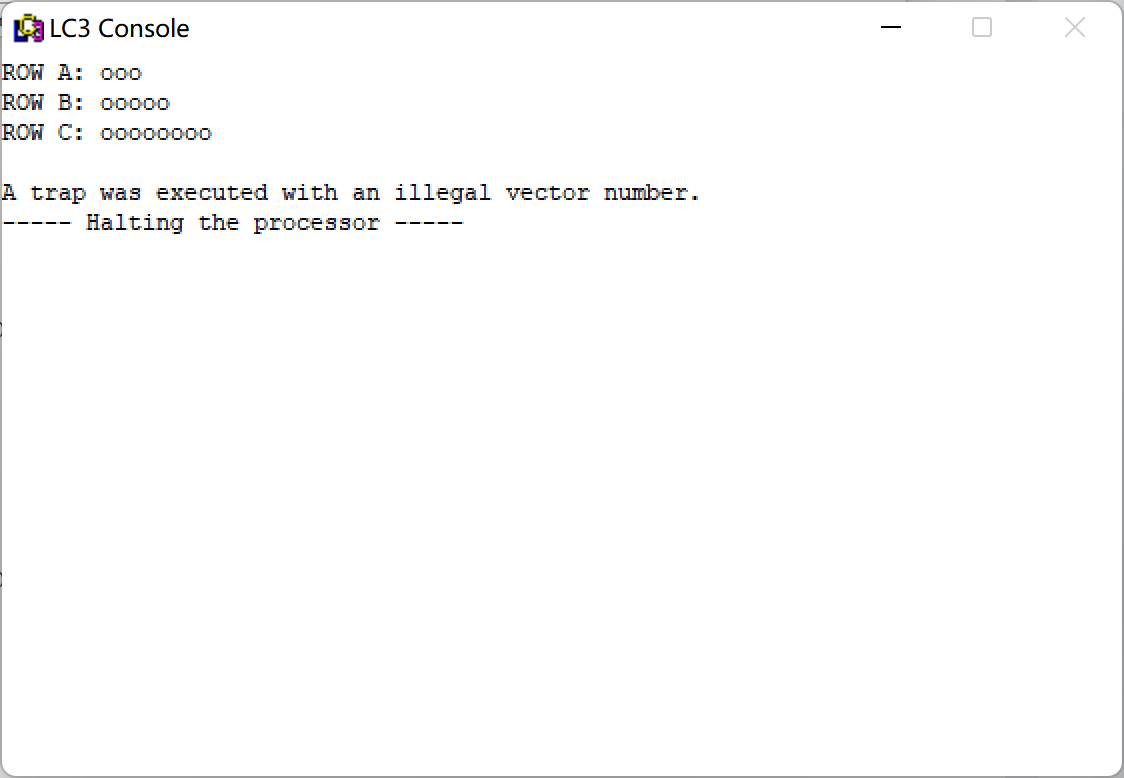 LC3 Console
ROW A: ooo
ROW B: ooooo
ROW C: oooooooo
A trap was executed with an illegal vector number.
----- Halting the processor -----